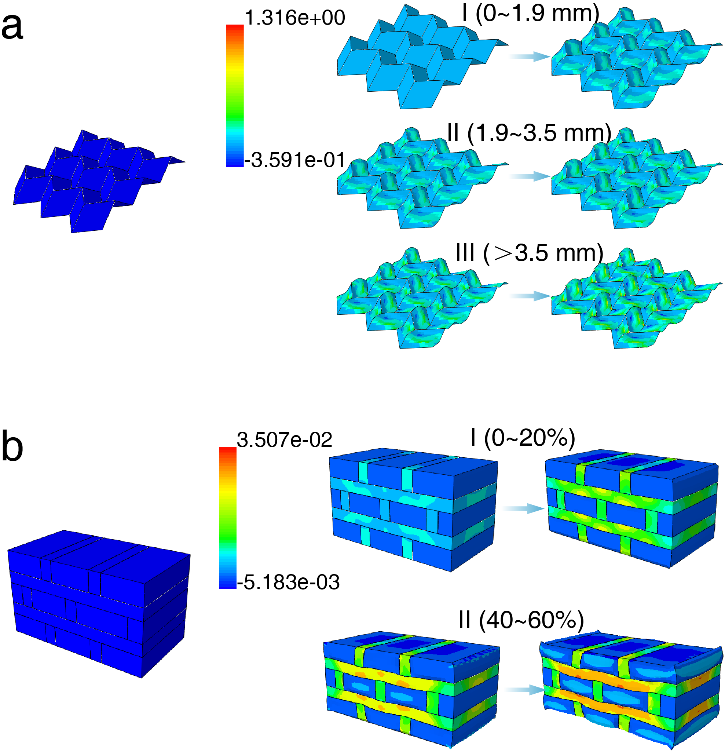 a
1.316e+00
-3.591e-01
I (0~1.9 mm)
II (1.9~3.5 mm)
III (＞3.5 mm)
b
3.507e-02
-5.183e-03
I (0~20%)
II (40~60%)